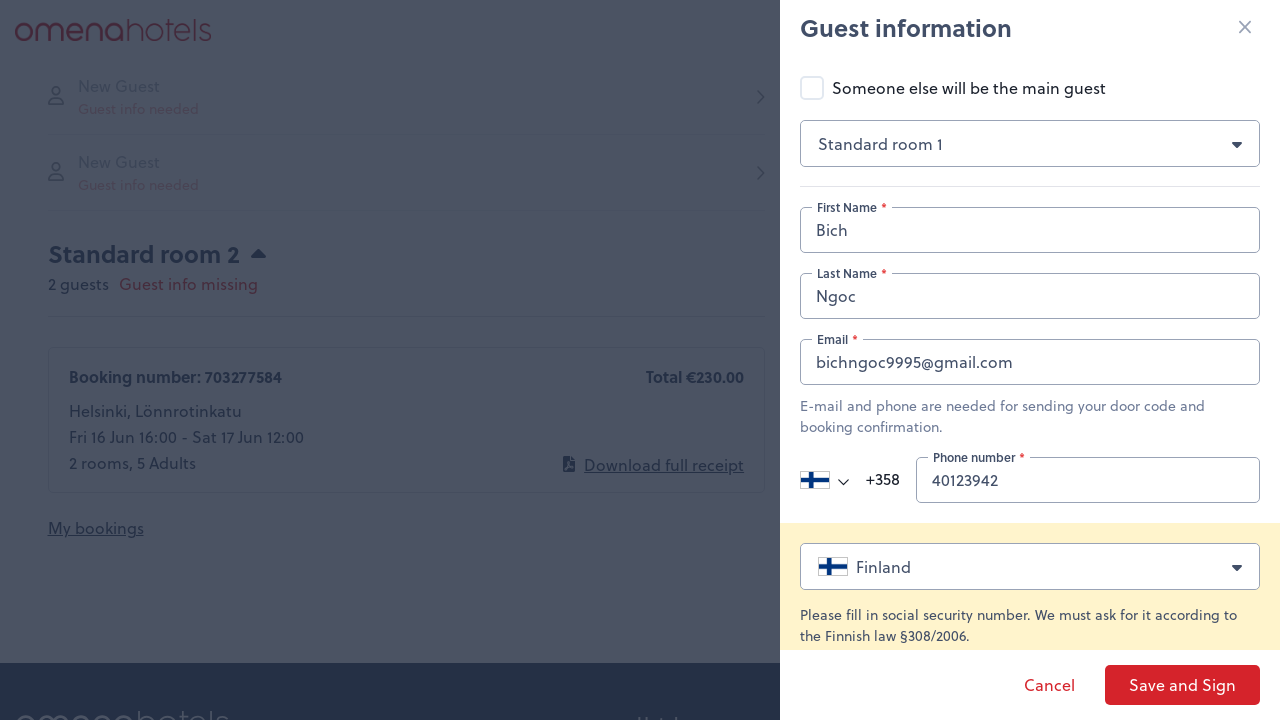 omenahotels
New Guest
Guest info needed
New Guest
Guest info needed
Standard room 2
2 guests Guest info missing
Booking number: 703277584 Total €230.00
Helsinki, Lönnrotinkatu
Fri 16 Jun 16:00 - Sat 17 Jun 12:00
2 rooms, 5 Adults Download full receipt
My bookings
Guest information
Someone else will be the main guest
Standard room 1
First Name *
Bich
Last Name *
Ngoc
Email *
bichngoc9995@gmail.com
E-mail and phone are needed for sending your door code and
booking confirmation.
Phone number *
+358 40123942
Finland
Please fill in social security number. We must ask for it according to
the Finnish law §308/2006.
Cancel Save and Sign
omenahotels